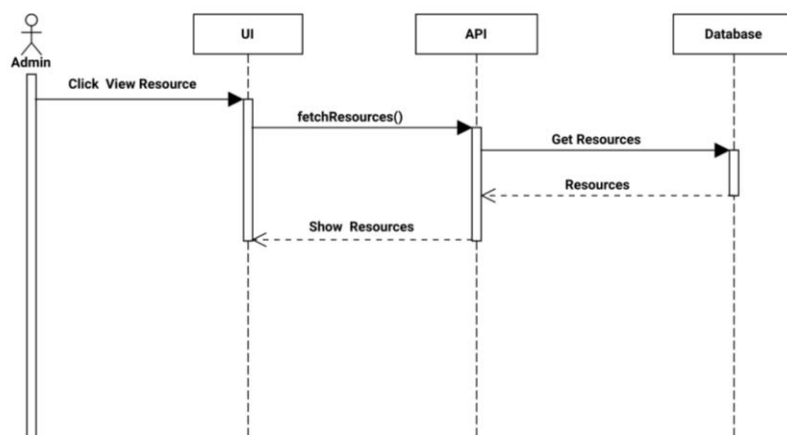 UI
API
Database
Admin
Click View Resource
fetchResources()
Get Resources
Resources
Show Resources